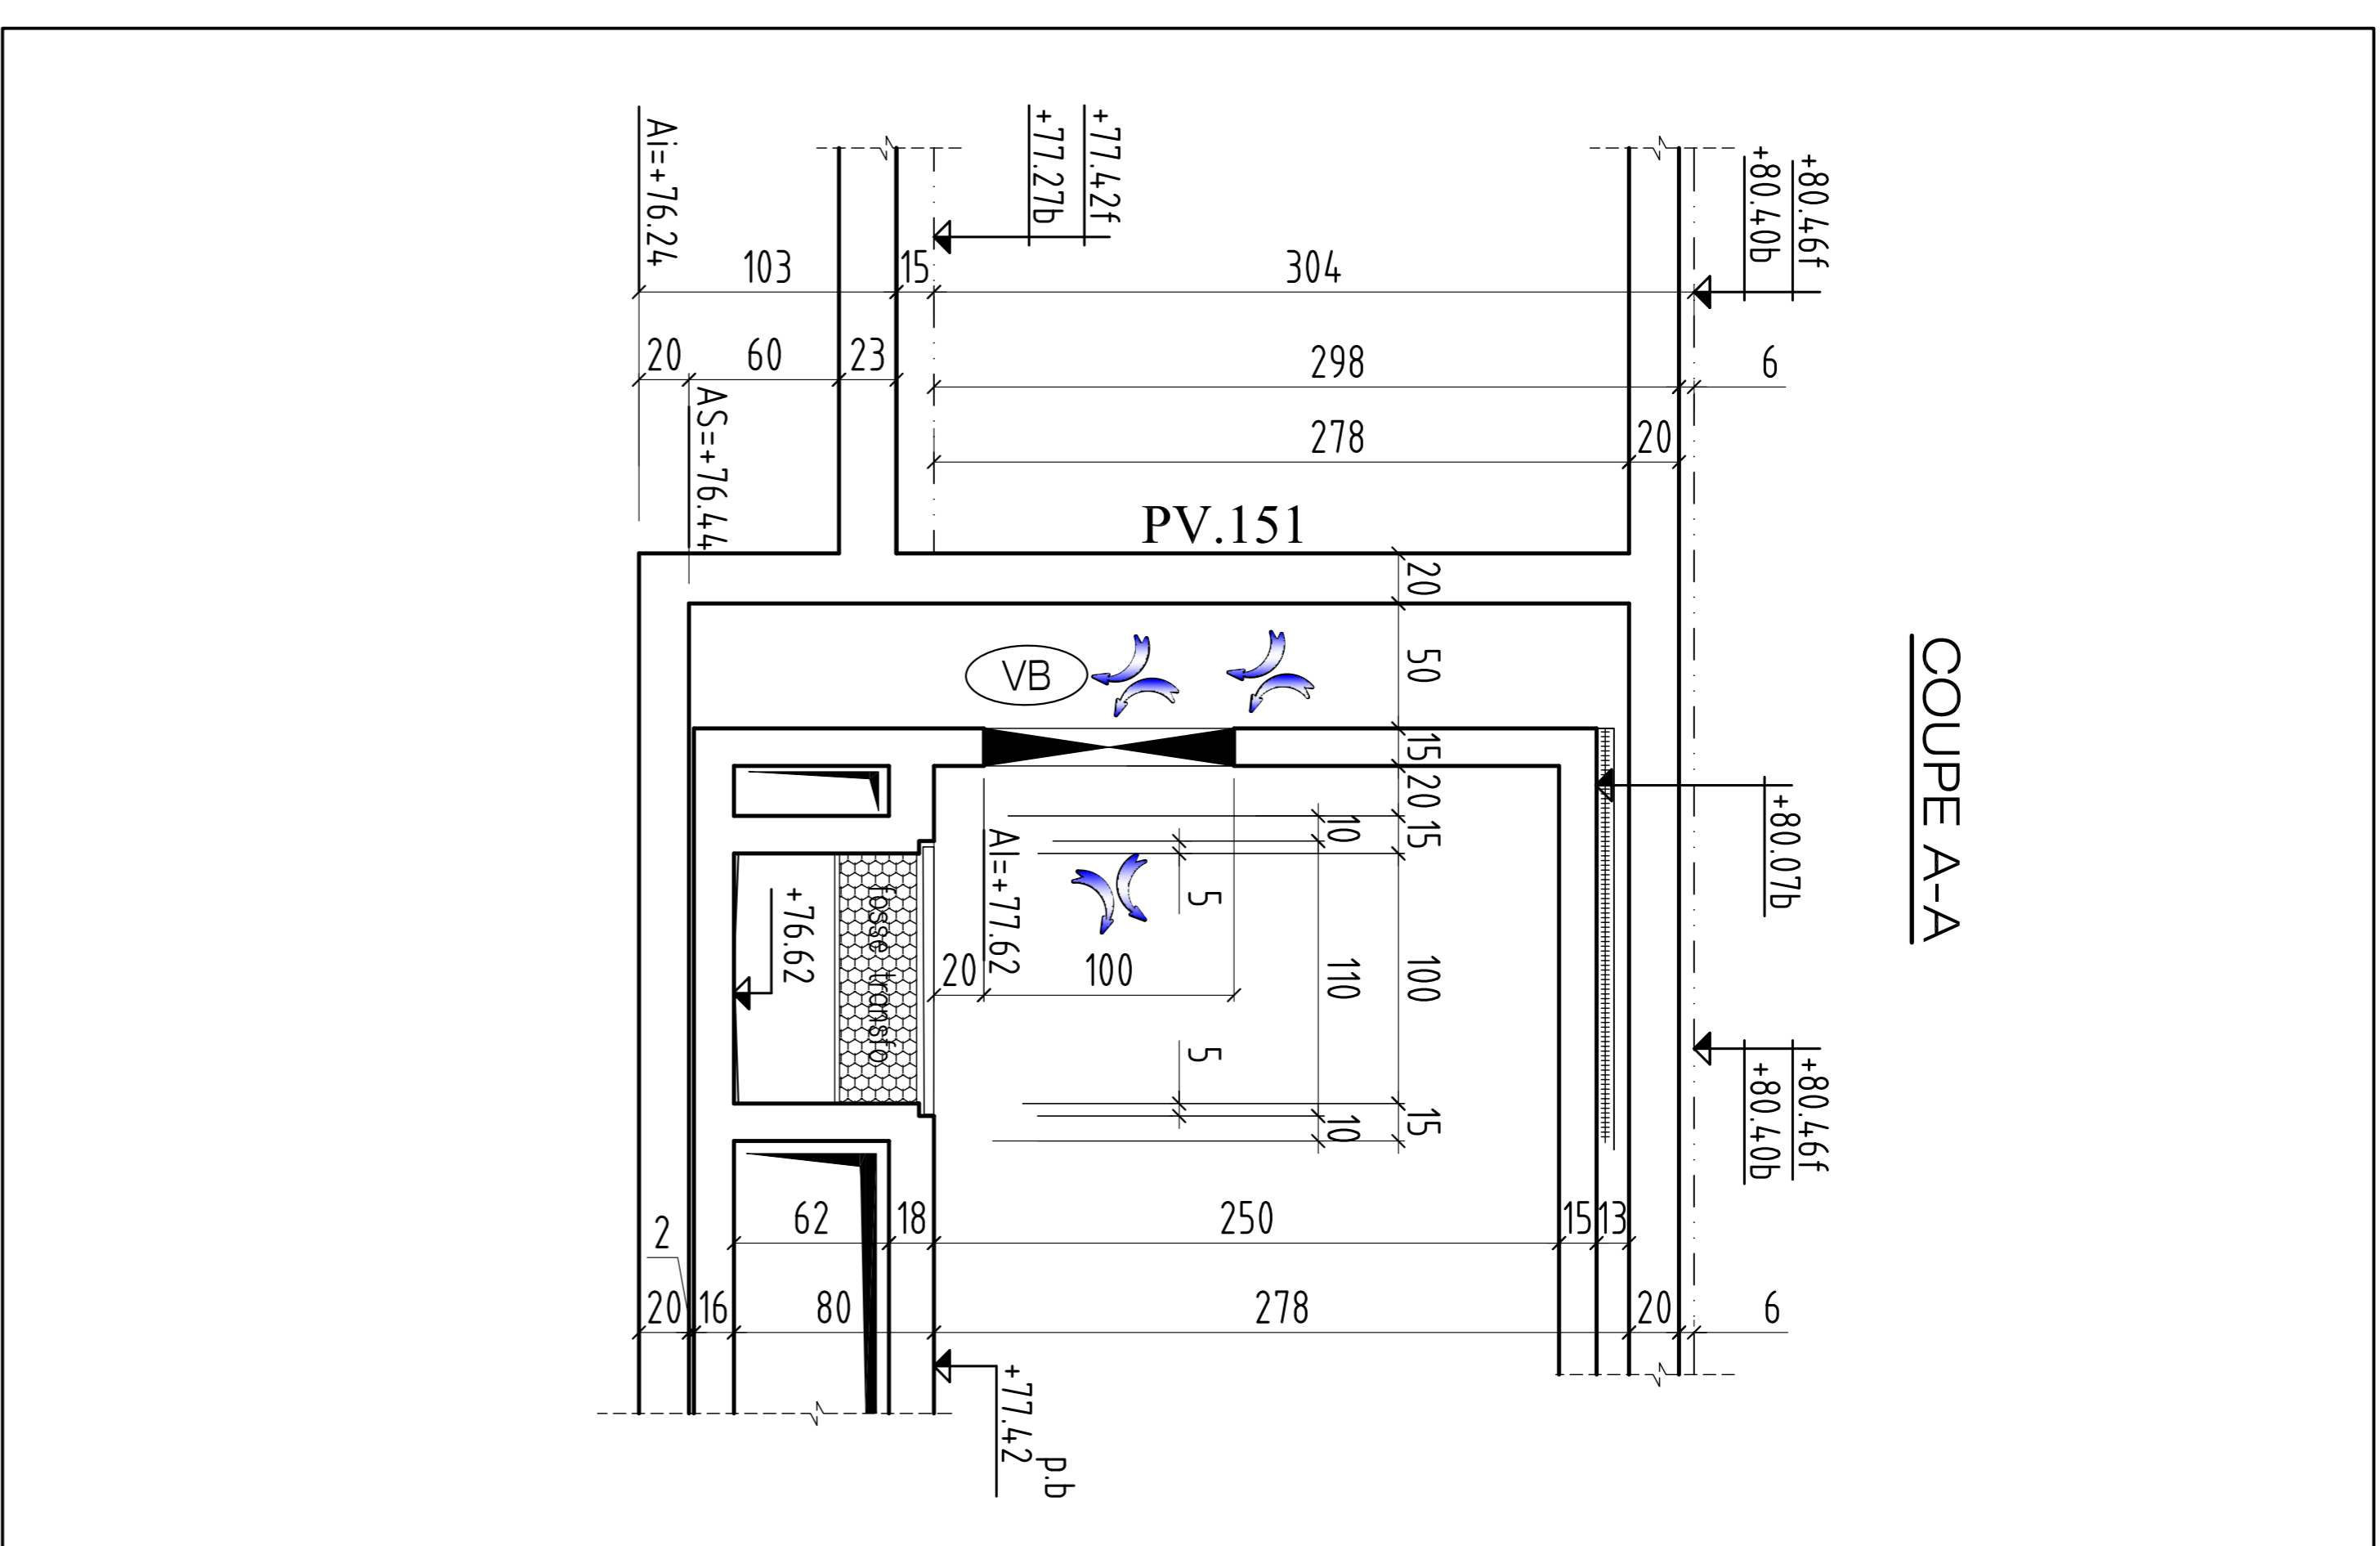 COUPE A-A
+80.46f
+80.40b
+77.42f
+77.27b
Ai=+76.24
103
15
304
20
60
23
298
6
AS=+76.44
278
20
PV.151
20
50
VB
15
20
15
10
5
+80.07b
AI=+77.62
+76.62
fosse transfo
20
100
5
110
100
10
15
+80.46f
+80.40b
62
18
250
15
13
2
20
16
80
278
20
6
+77.42
p.b